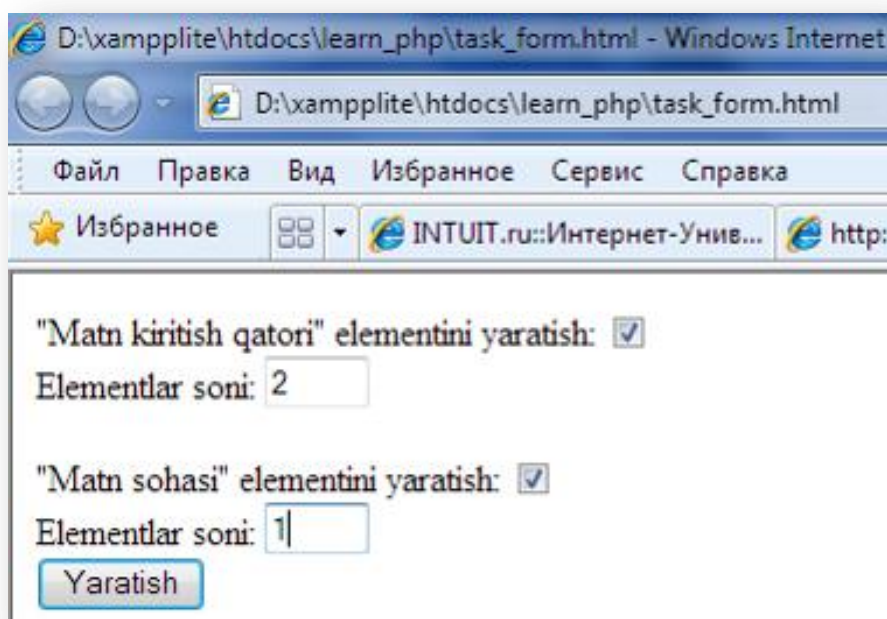 D:\xampplite\htdocs\learn_php\task_form.html - Windows Internet
D:\xampplite\htdocs\learn_php\task_form.html
Файл Правка Вид Избранное Сервис Справка
Избранное INTUIT.ru::Интернет-Унив... http:
"Matn kiritish qatori" elementini yaratish:
Elementlar soni: 2
"Matn sohasi" elementini yaratish:
Elementlar soni: 1
Yaratish